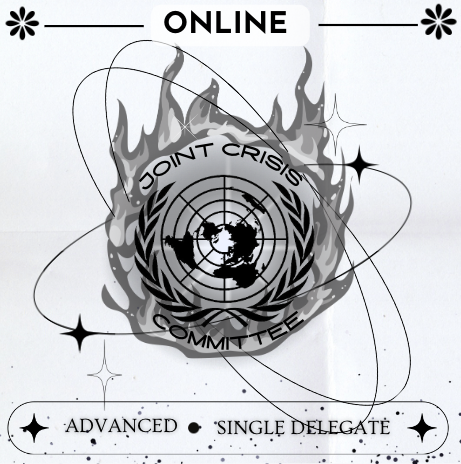 ONLINE
JOINT CRISIS
COMMITTEE
ADVANCED ● SINGLE DELEGATE